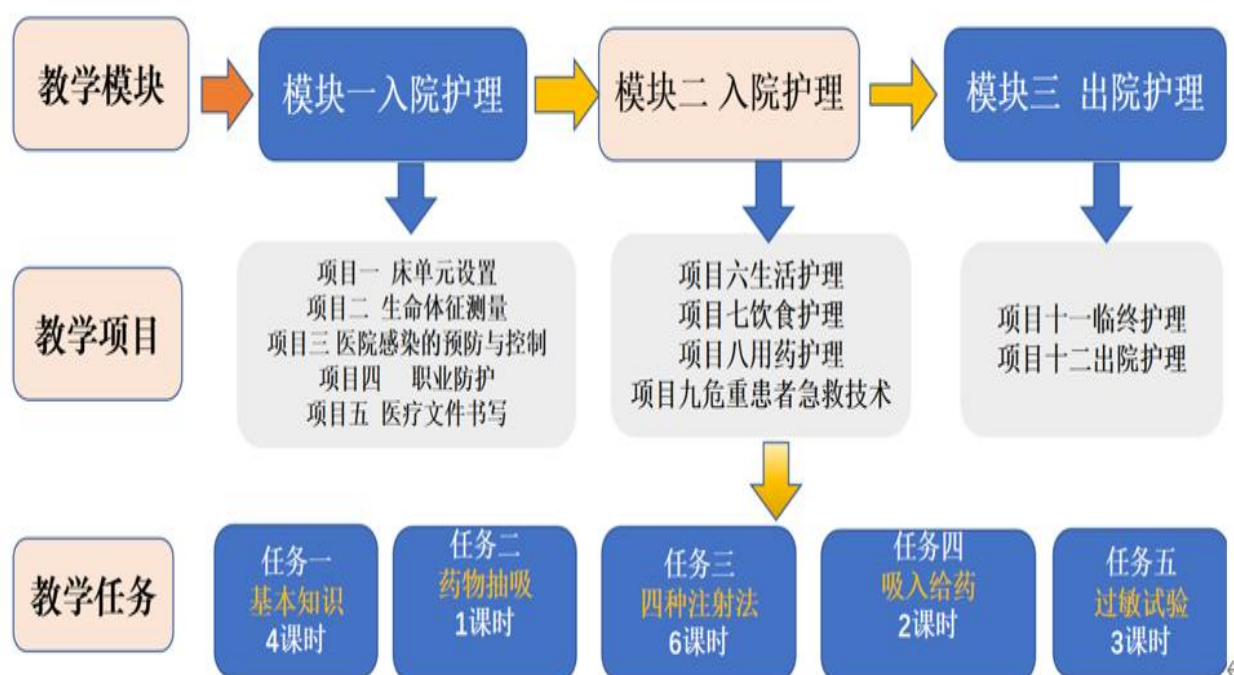 教学模块
模块一入院护理
模块二 入院护理
模块三 出院护理
教学项目
项目一 床单元设置
项目二 生命体征测量
项目三 医院感染的预防与控制
项目四 职业防护
项目五 医疗文件书写
项目六生活护理
项目七饮食护理
项目八用药护理
项目九危重患者急救技术
项目十一临终护理
项目十二出院护理
教学任务
任务一
基本知识
4课时
任务二
药物抽吸
1课时
任务三
四种注射法
6课时
任务四
吸入给药
2课时
任务五
过敏试验
3课时